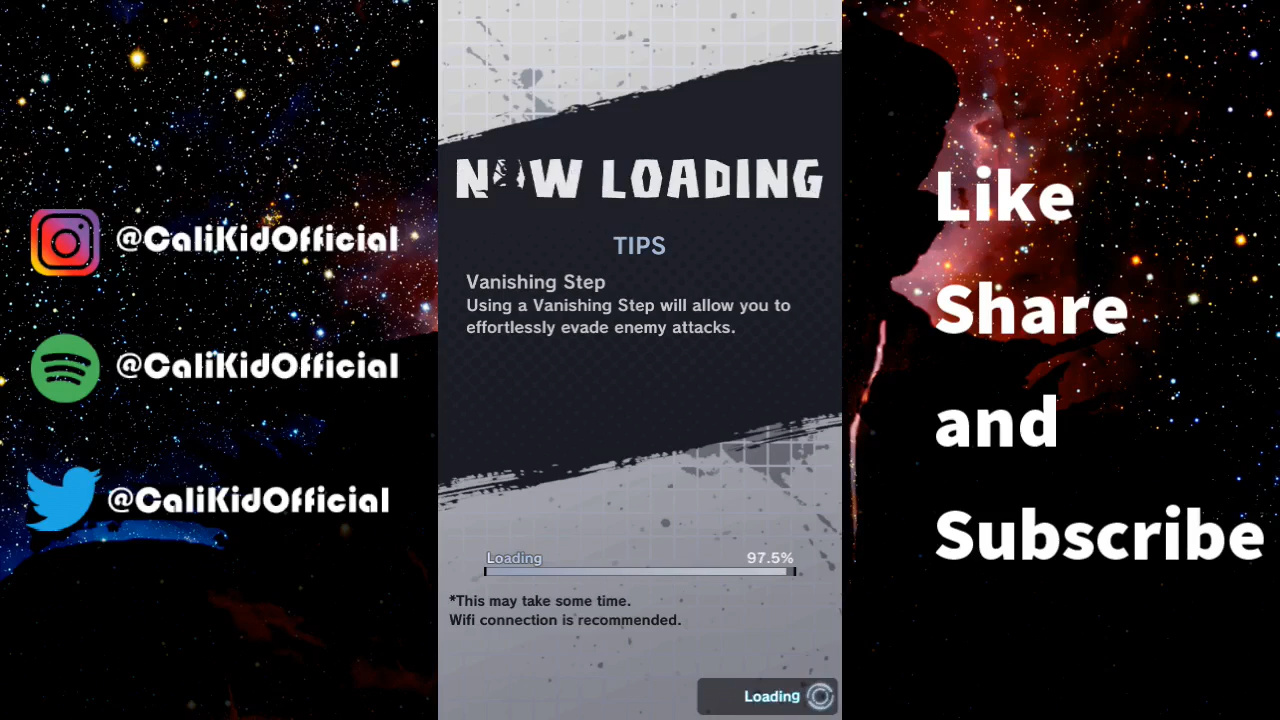 @CaliKidOfficial
@CaliKidOfficial
@CaliKidOfficial
NOW LOADING
TIPS
Vanishing Step
Using a Vanishing Step will allow you to
effortlessly evade enemy attacks.
Loading 97.5%
*This may take some time.
Wifi connection is recommended.
Loading
Like
Share
and
Subscribe